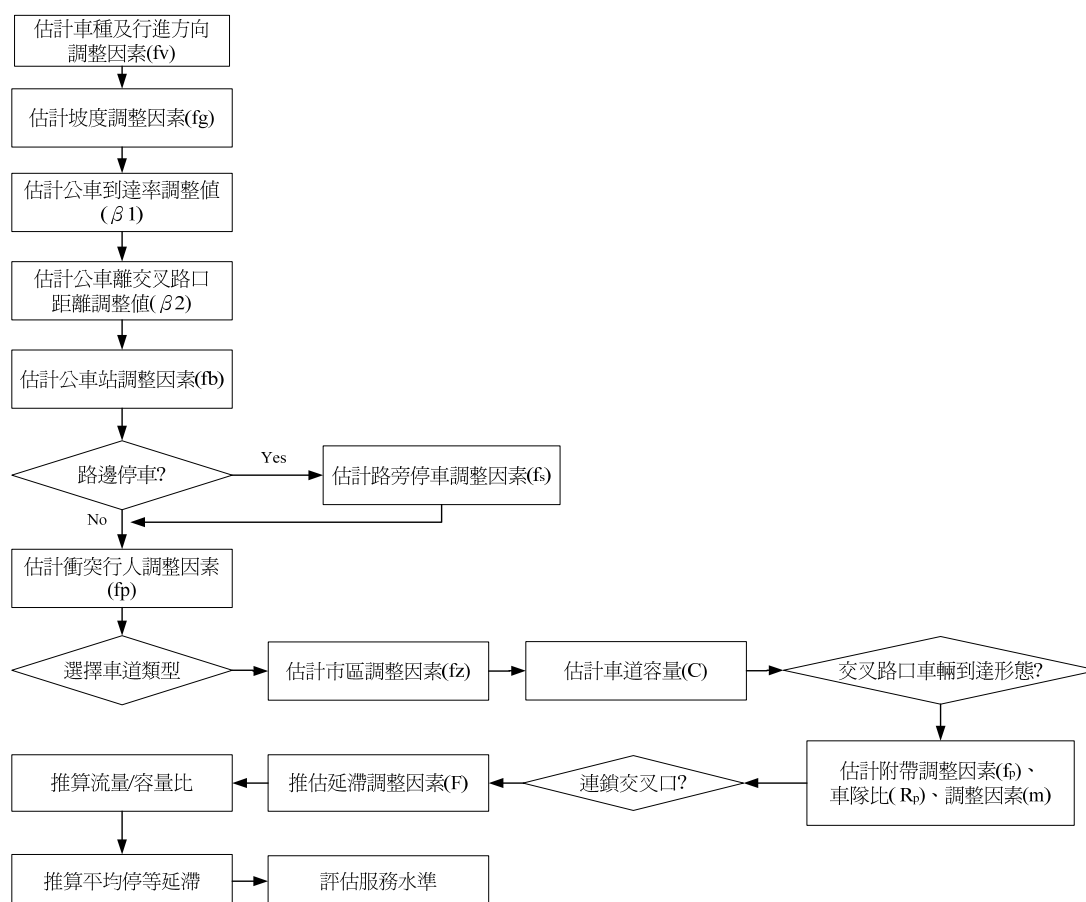 估計車種及行進方向
調整因素(fv)
估計坡度調整因素(fg)
估計公車到達率調整值
(β1)
估計公車離交叉路口
距離調整值(β2)
估計公車站調整因素(fb)
路邊停車?
Yes
估計路旁停車調整因素(fs)
No
估計衝突行人調整因素
(fp)
選擇車道類型
估計市區調整因素(fz)
估計車道容量(C)
交叉路口車輛到達形態?
估計附帶調整因素(fp)、
車隊比(Rp)、調整因素(m)
連鎖交叉口?
推估延滯調整因素(F)
推算流量/容量比
推算平均停等延滯
評估服務水準